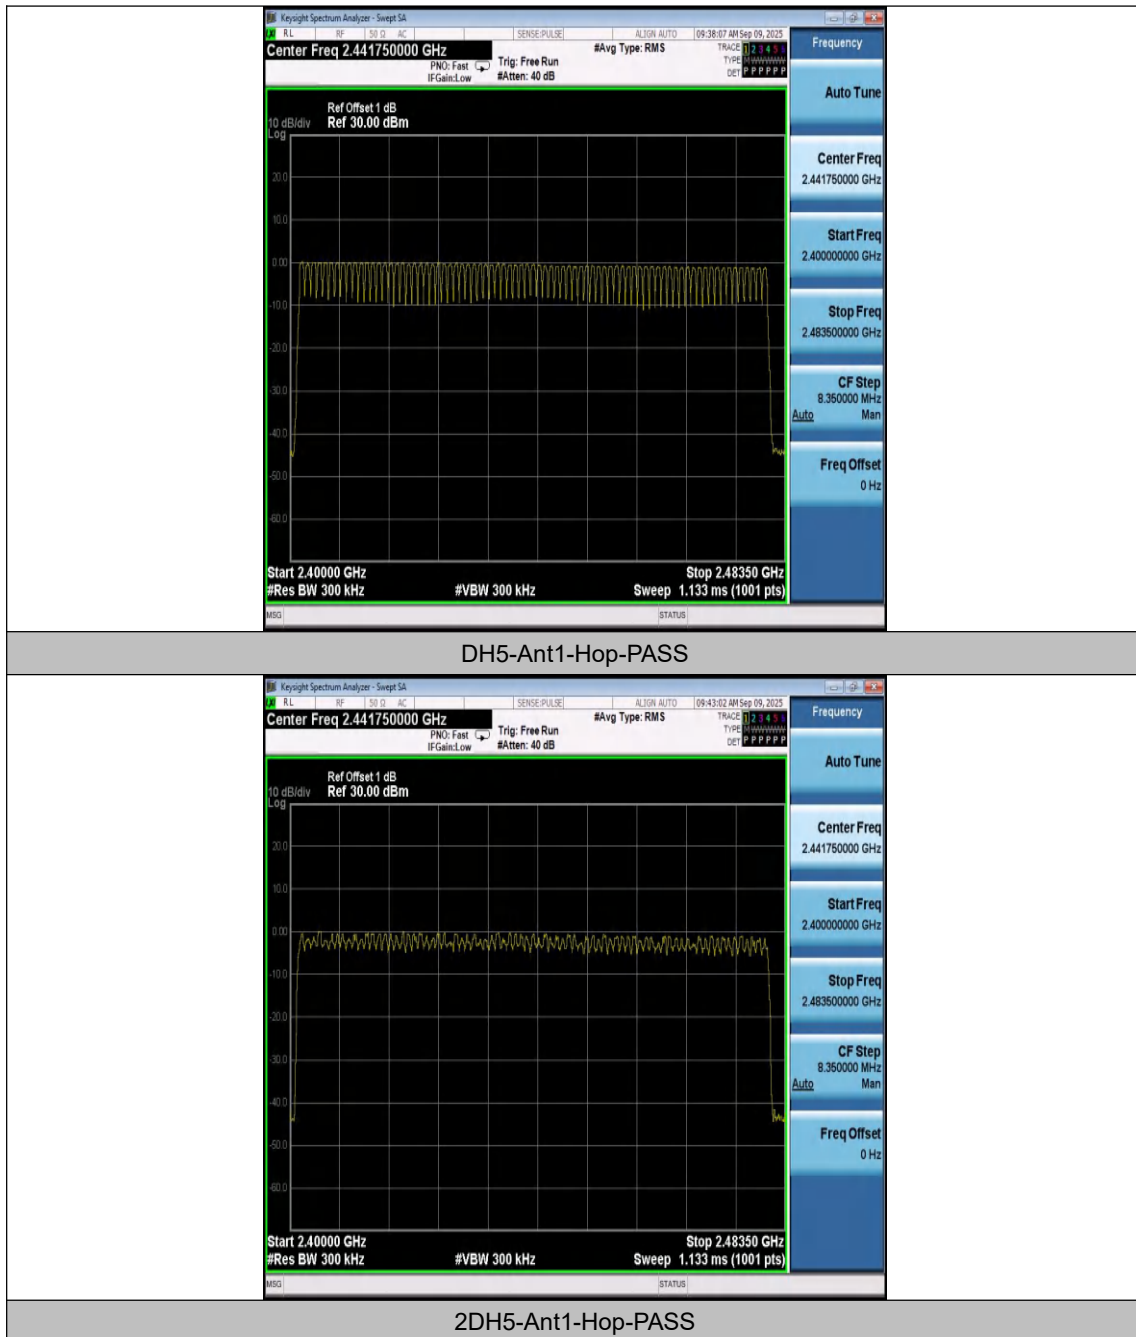 Keysight Spectrum Analyzer - Swept SA
RL RF 50 Ω AC SENSE:PULSE ALIGN AUTO 09:38:07 AM Sep 09, 2025
Center Freq 2.441750000 GHz #Avg Type: RMS TRACE 1 2 3 4 5 6
PNO: Fast Trig: Free Run TYPE M W W W W W
IFGain:Low #Atten: 40 dB DET P P P P P P
Ref Offset 1 dB
10 dB/div Ref 30.00 dBm
Log
20.0
10.0
0.00
-10.0
-20.0
-30.0
-40.0
-50.0
-60.0
Start 2.40000 GHz Stop 2.48350 GHz
#Res BW 300 kHz #VBW 300 kHz Sweep 1.133 ms (1001 pts)
MSG STATUS
Frequency
Auto Tune
Center Freq
2.441750000 GHz
Start Freq
2.400000000 GHz
Stop Freq
2.483500000 GHz
CF Step
8.350000 MHz
Auto Man
Freq Offset
0 Hz
DH5-Ant1-Hop-PASS
Keysight Spectrum Analyzer - Swept SA
RL RF 50 Ω AC SENSE:PULSE ALIGN AUTO 09:43:02 AM Sep 09, 2025
Center Freq 2.441750000 GHz #Avg Type: RMS TRACE 1 2 3 4 5 6
PNO: Fast Trig: Free Run TYPE M W W W W W
IFGain:Low #Atten: 40 dB DET P P P P P P
Ref Offset 1 dB
10 dB/div Ref 30.00 dBm
Log
20.0
10.0
0.00
-10.0
-20.0
-30.0
-40.0
-50.0
-60.0
Start 2.40000 GHz Stop 2.48350 GHz
#Res BW 300 kHz #VBW 300 kHz Sweep 1.133 ms (1001 pts)
MSG STATUS
Frequency
Auto Tune
Center Freq
2.441750000 GHz
Start Freq
2.400000000 GHz
Stop Freq
2.483500000 GHz
CF Step
8.350000 MHz
Auto Man
Freq Offset
0 Hz
2DH5-Ant1-Hop-PASS